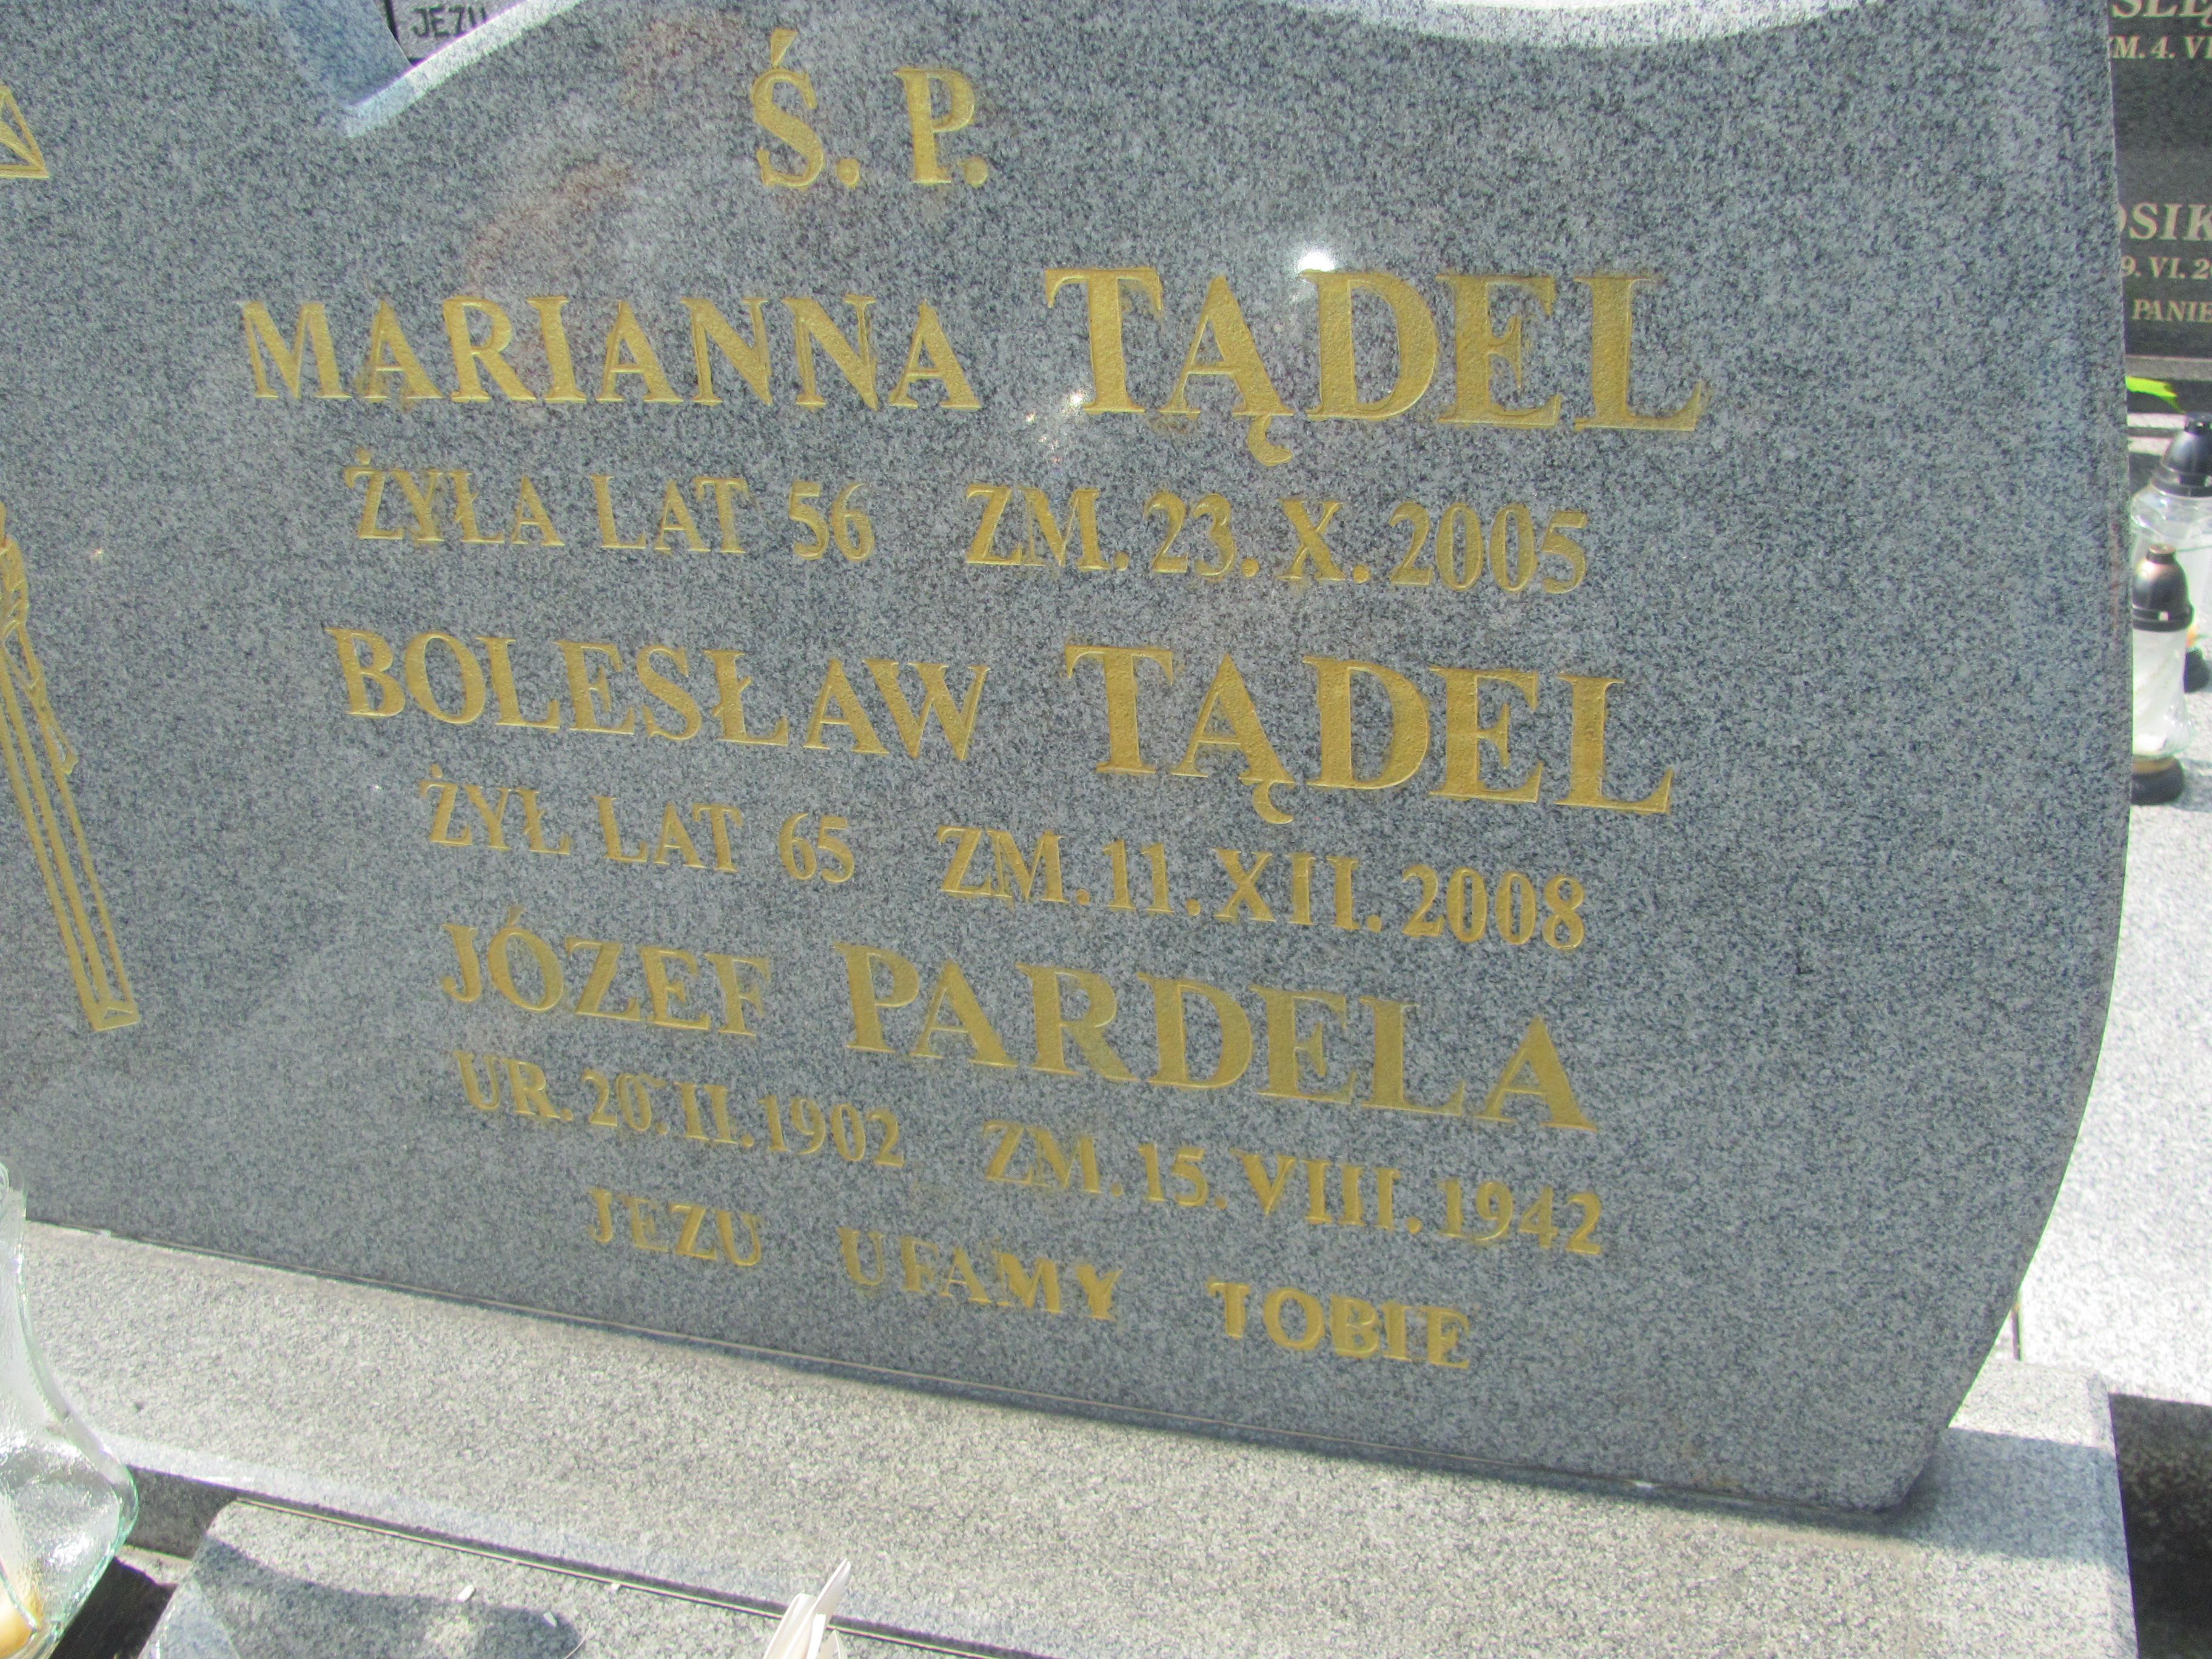 JEZU
Ś. P.
MARIANNA TĄDEL
ŻYŁA LAT 56 ZM. 23. X. 2005
BOLESŁAW TĄDEL
ŻYŁ LAT 65 ZM. 11. XII. 2008
JÓZEF PARDELA
UR. 20. II. 1902 ZM. 15. VIII. 1942
JEZU UFAMY TOBIE